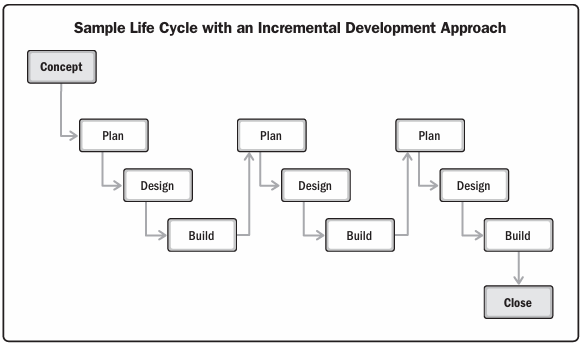 Sample Life Cycle with an Incremental Development Approach
Concept
Plan
Design
Build
Plan
Design
Build
Plan
Design
Build
Close